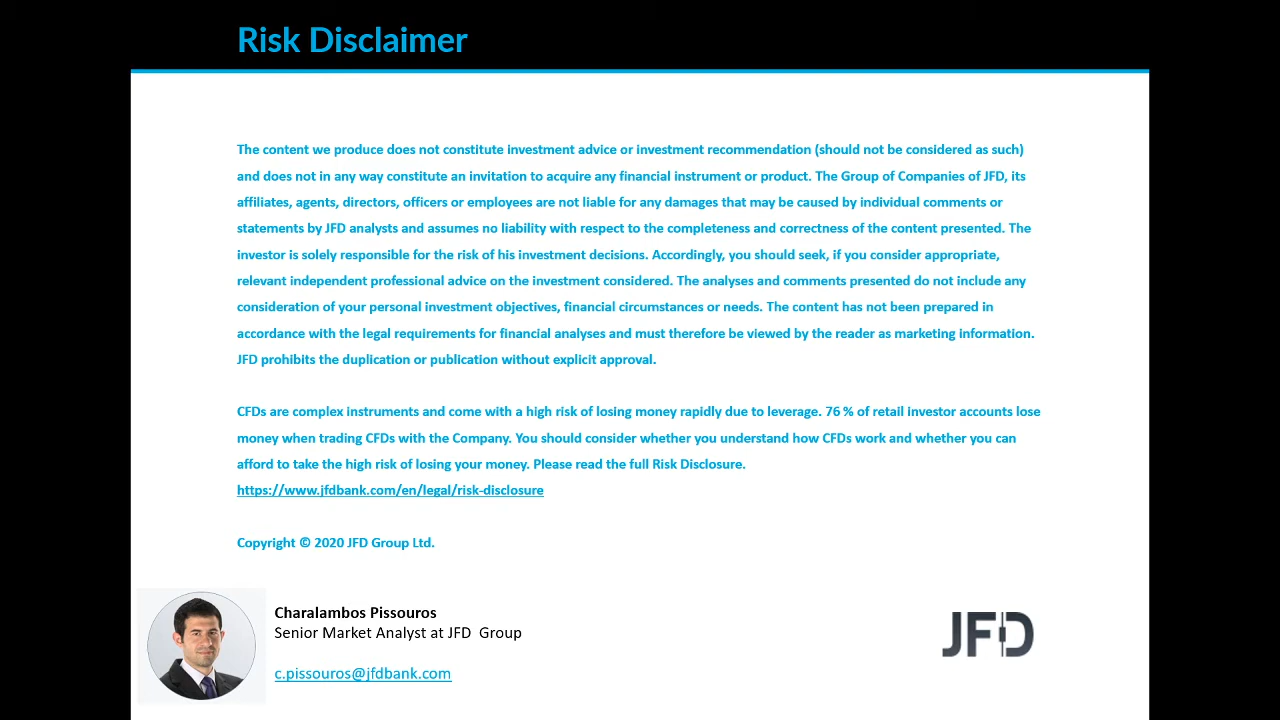 Risk Disclaimer
The content we produce does not constitute investment advice or investment recommendation (should not be considered as such)
and does not in any way constitute an invitation to acquire any financial instrument or product. The Group of Companies of JFD, its
affiliates, agents, directors, officers or employees are not liable for any damages that may be caused by individual comments or
statements by JFD analysts and assumes no liability with respect to the completeness and correctness of the content presented. The
investor is solely responsible for the risk of his investment decisions. Accordingly, you should seek, if you consider appropriate,
relevant independent professional advice on the investment considered. The analyses and comments presented do not include any
consideration of your personal investment objectives, financial circumstances or needs. The content has not been prepared in
accordance with the legal requirements for financial analyses and must therefore be viewed by the reader as marketing information.
JFD prohibits the duplication or publication without explicit approval.
CFDs are complex instruments and come with a high risk of losing money rapidly due to leverage. 76 % of retail investor accounts lose
money when trading CFDs with the Company. You should consider whether you understand how CFDs work and whether you can
afford to take the high risk of losing your money. Please read the full Risk Disclosure.
https://www.jfdbank.com/en/legal/risk-disclosure
Copyright © 2020 JFD Group Ltd.
Charalambos Pissouros
Senior Market Analyst at JFD Group
c.pissouros@jfdbank.com
JFD